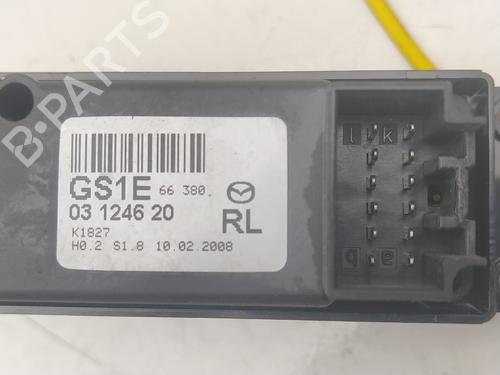 B-PARTS
GS1E 66 380
03 1246 20 RL
K1827
H0.2 S1.8 10.02.2008
l k
q e